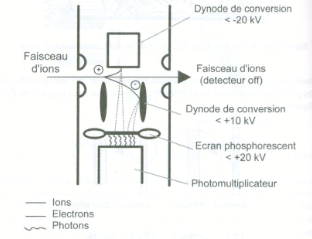 Dynode de conversion
< -20 kV
Faisceau
d'ions
+
Faisceau d'ions
(detecteur off)
-
Dynode de conversion
< +10 kV
Ecran phosphorescent
< +20 kV
Photomultiplicateur
Ions
Electrons
Photons